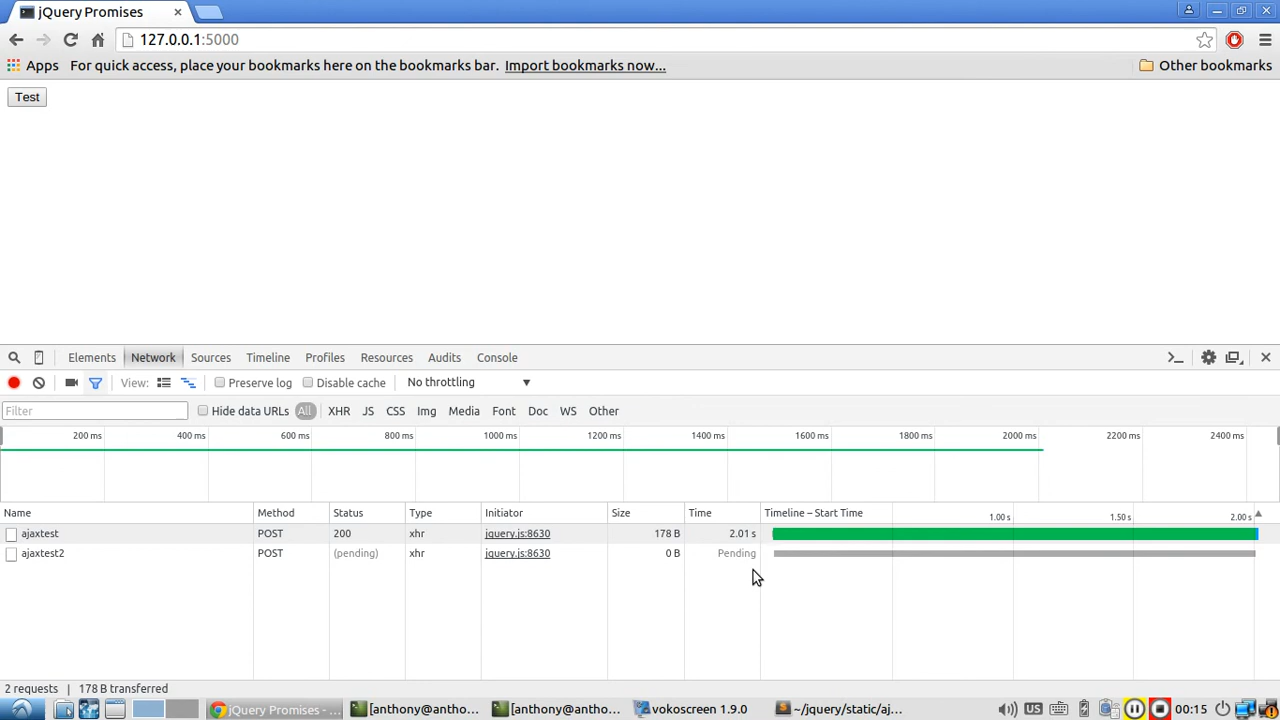 jQuery Promises
127.0.0.1:5000
Apps For quick access, place your bookmarks here on the bookmarks bar. Import bookmarks now... Other bookmarks
Test
Elements Network Sources Timeline Profiles Resources Audits Console
View: Preserve log Disable cache No throttling
Filter Hide data URLs All XHR JS CSS Img Media Font Doc WS Other
200 ms 400 ms 600 ms 800 ms 1000 ms 1200 ms 1400 ms 1600 ms 1800 ms 2000 ms 2200 ms 2400 ms
Name Method Status Type Initiator Size Time Timeline – Start Time 1.00 s 1.50 s 2.00 s
ajaxtest POST 200 xhr jquery.js:8630 178 B 2.01 s
ajaxtest2 POST (pending) xhr jquery.js:8630 0 B Pending
2 requests | 178 B transferred
jQuery Promises - ... [anthony@anthо... [anthony@antho... vokoscreen 1.9.0 ~/jquery/static/aj... US 00:15